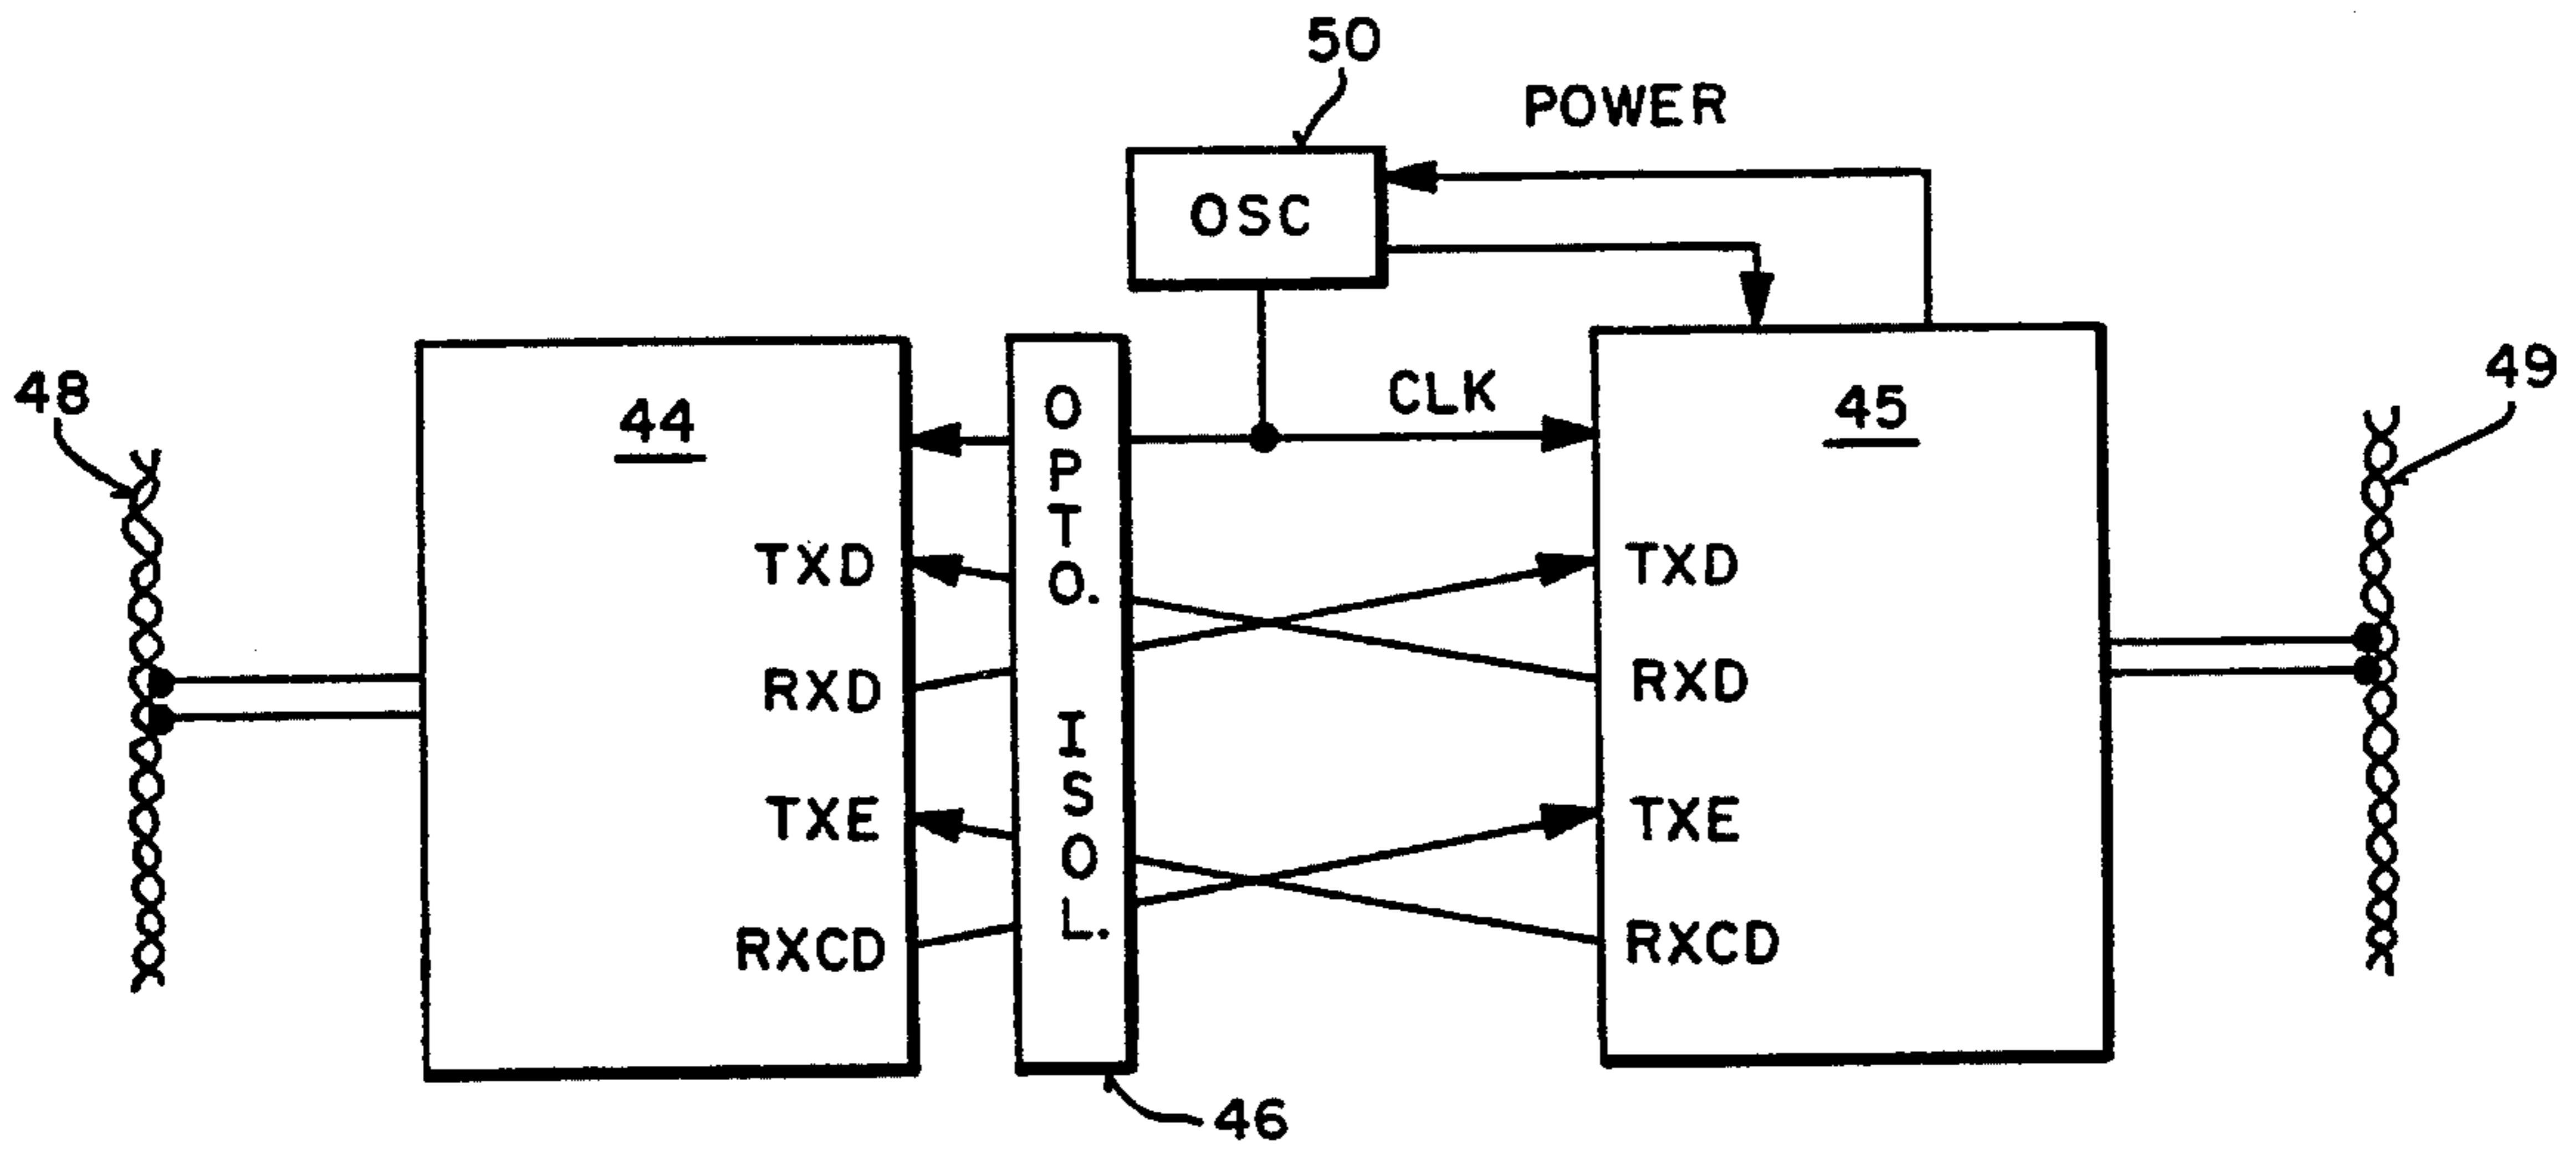 50
POWER
OSC
48
44
OPTO. ISOL.
CLK
45
49
TXD
TXD
RXD
RXD
TXE
TXE
RXCD
RXCD
46